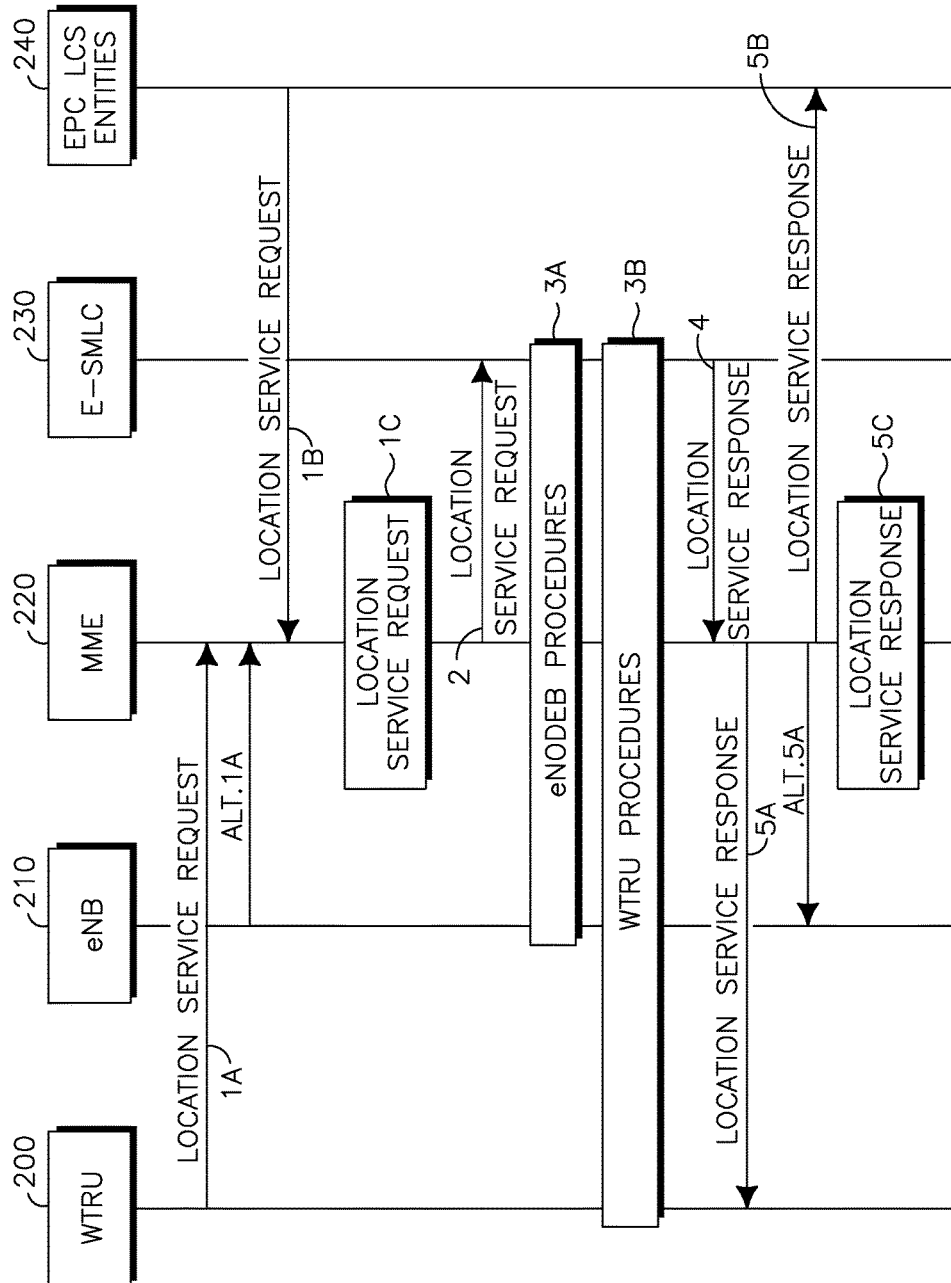 200
WTRU
210
eNB
220
MME
230
E-SMLC
240
EPC LCS
ENTITIES
LOCATION SERVICE REQUEST
1A
ALT.1A
LOCATION SERVICE REQUEST
1B
LOCATION
SERVICE REQUEST
1C
LOCATION
SERVICE REQUEST
2
eNODEB PROCEDURES
3A
WTRU PROCEDURES
3B
LOCATION
SERVICE RESPONSE
4
LOCATION SERVICE RESPONSE
5A
ALT.5A
LOCATION SERVICE RESPONSE
5B
LOCATION
SERVICE RESPONSE
5C